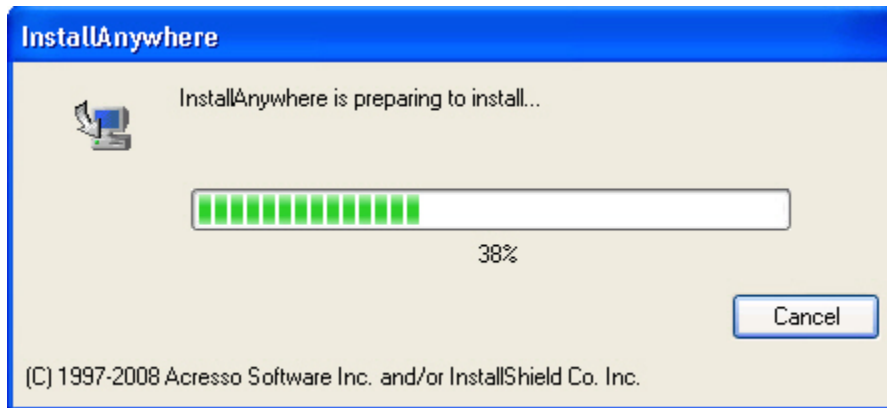 InstallAnywhere
InstallAnywhere is preparing to install...
38%
Cancel
(C) 1997-2008 Acresso Software Inc. and/or InstallShield Co. Inc.